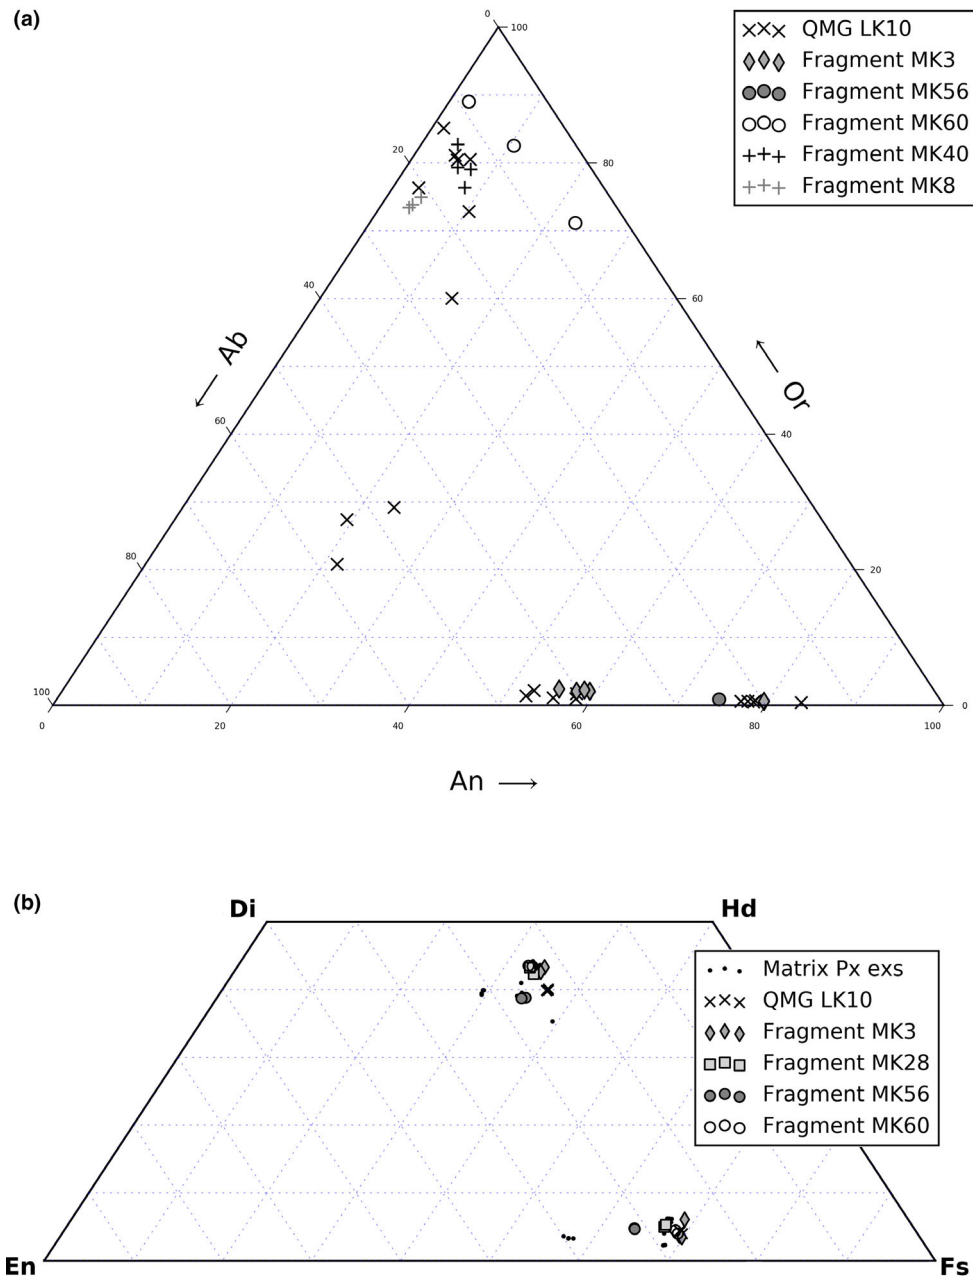 (a)
0
100
QMG LK10
Fragment MK3
Fragment MK56
Fragment MK60
Fragment MK40
Fragment MK8
20
80
40
60
← Ab
← Or
60
40
80
20
100
0
0
20
40
60
80
100
An →
(b)
Di
Hd
Matrix Px exs
QMG LK10
Fragment MK3
Fragment MK28
Fragment MK56
Fragment MK60
En
Fs